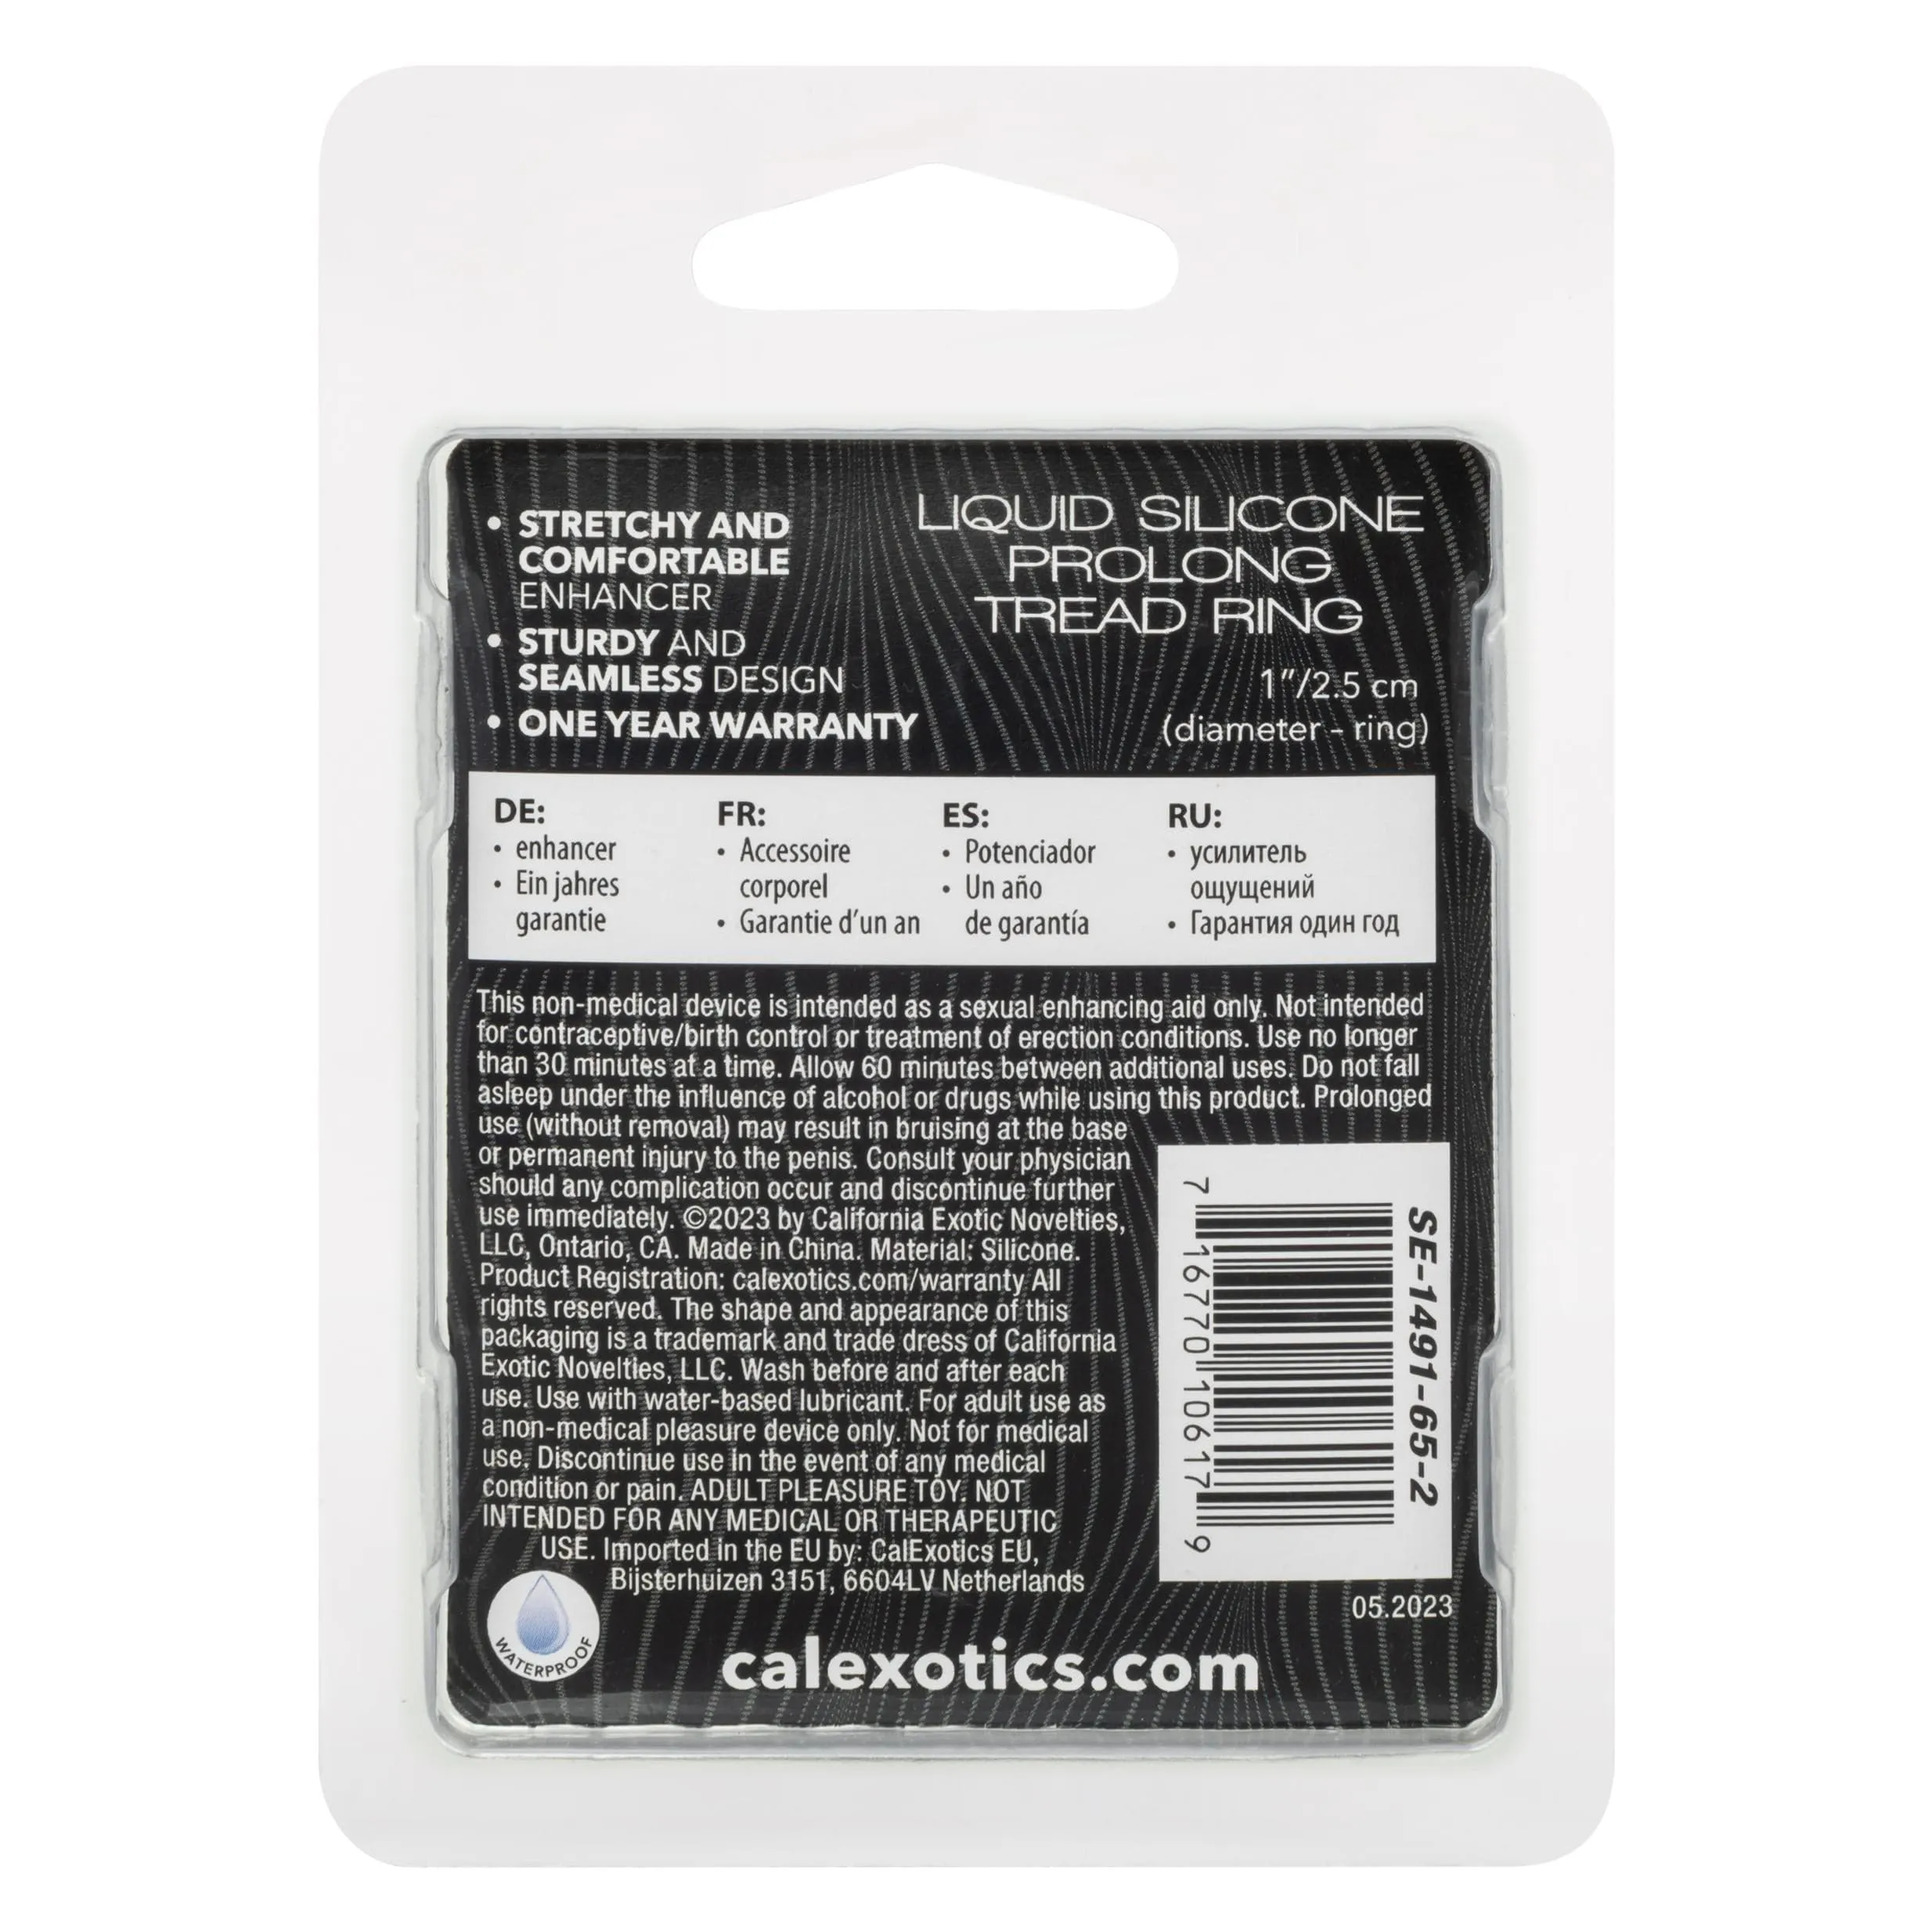 • STRETCHY AND
COMFORTABLE
ENHANCER
• STURDY AND
SEAMLESS DESIGN
• ONE YEAR WARRANTY
LIQUID SILICONE
PROLONG
TREAD RING
1"/2.5 cm
(diameter - ring)
DE:
• enhancer
• Ein jahres
garantie
FR:
• Accessoire
corporel
• Garantie d'un an
ES:
• Potenciador
• Un año
de garantía
RU:
• усилитель
ощущений
• Гарантия один год
This non-medical device is intended as a sexual enhancing aid only. Not intended
for contraceptive/birth control or treatment of erection conditions. Use no longer
than 30 minutes at a time. Allow 60 minutes between additional uses. Do not fall
asleep under the influence of alcohol or drugs while using this product. Prolonged
use (without removal) may result in bruising at the base
or permanent injury to the penis. Consult your physician
should any complication occur and discontinue further
use immediately. ©2023 by California Exotic Novelties,
LLC, Ontario, CA. Made in China. Material: Silicone.
Product Registration: calexotics.com/warranty All
rights reserved. The shape and appearance of this
packaging is a trademark and trade dress of California
Exotic Novelties, LLC. Wash before and after each
use. Use with water-based lubricant. For adult use as
a non-medical pleasure device only. Not for medical
use. Discontinue use in the event of any medical
condition or pain. ADULT PLEASURE TOY. NOT
INTENDED FOR ANY MEDICAL OR THERAPEUTIC
USE. Imported in the EU by: CalExotics EU,
Bijsterhuizen 3151, 6604LV Netherlands
SE-1491-65-2
7 16770 10617 9
05.2023
WATERPROOF
calexotics.com